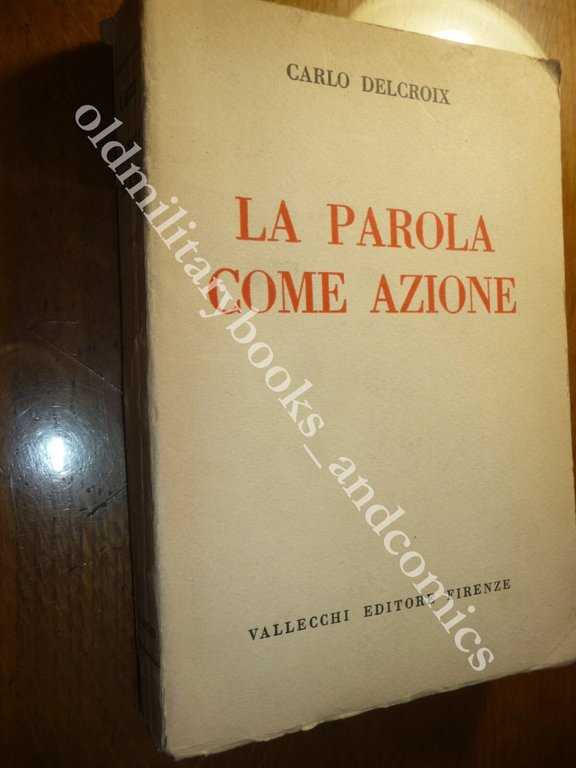 CARLO DELCROIX
LA PAROLA
COME AZIONE
VALLECCHI EDITORE FIRENZE
oldmilitarybooks_andcomics